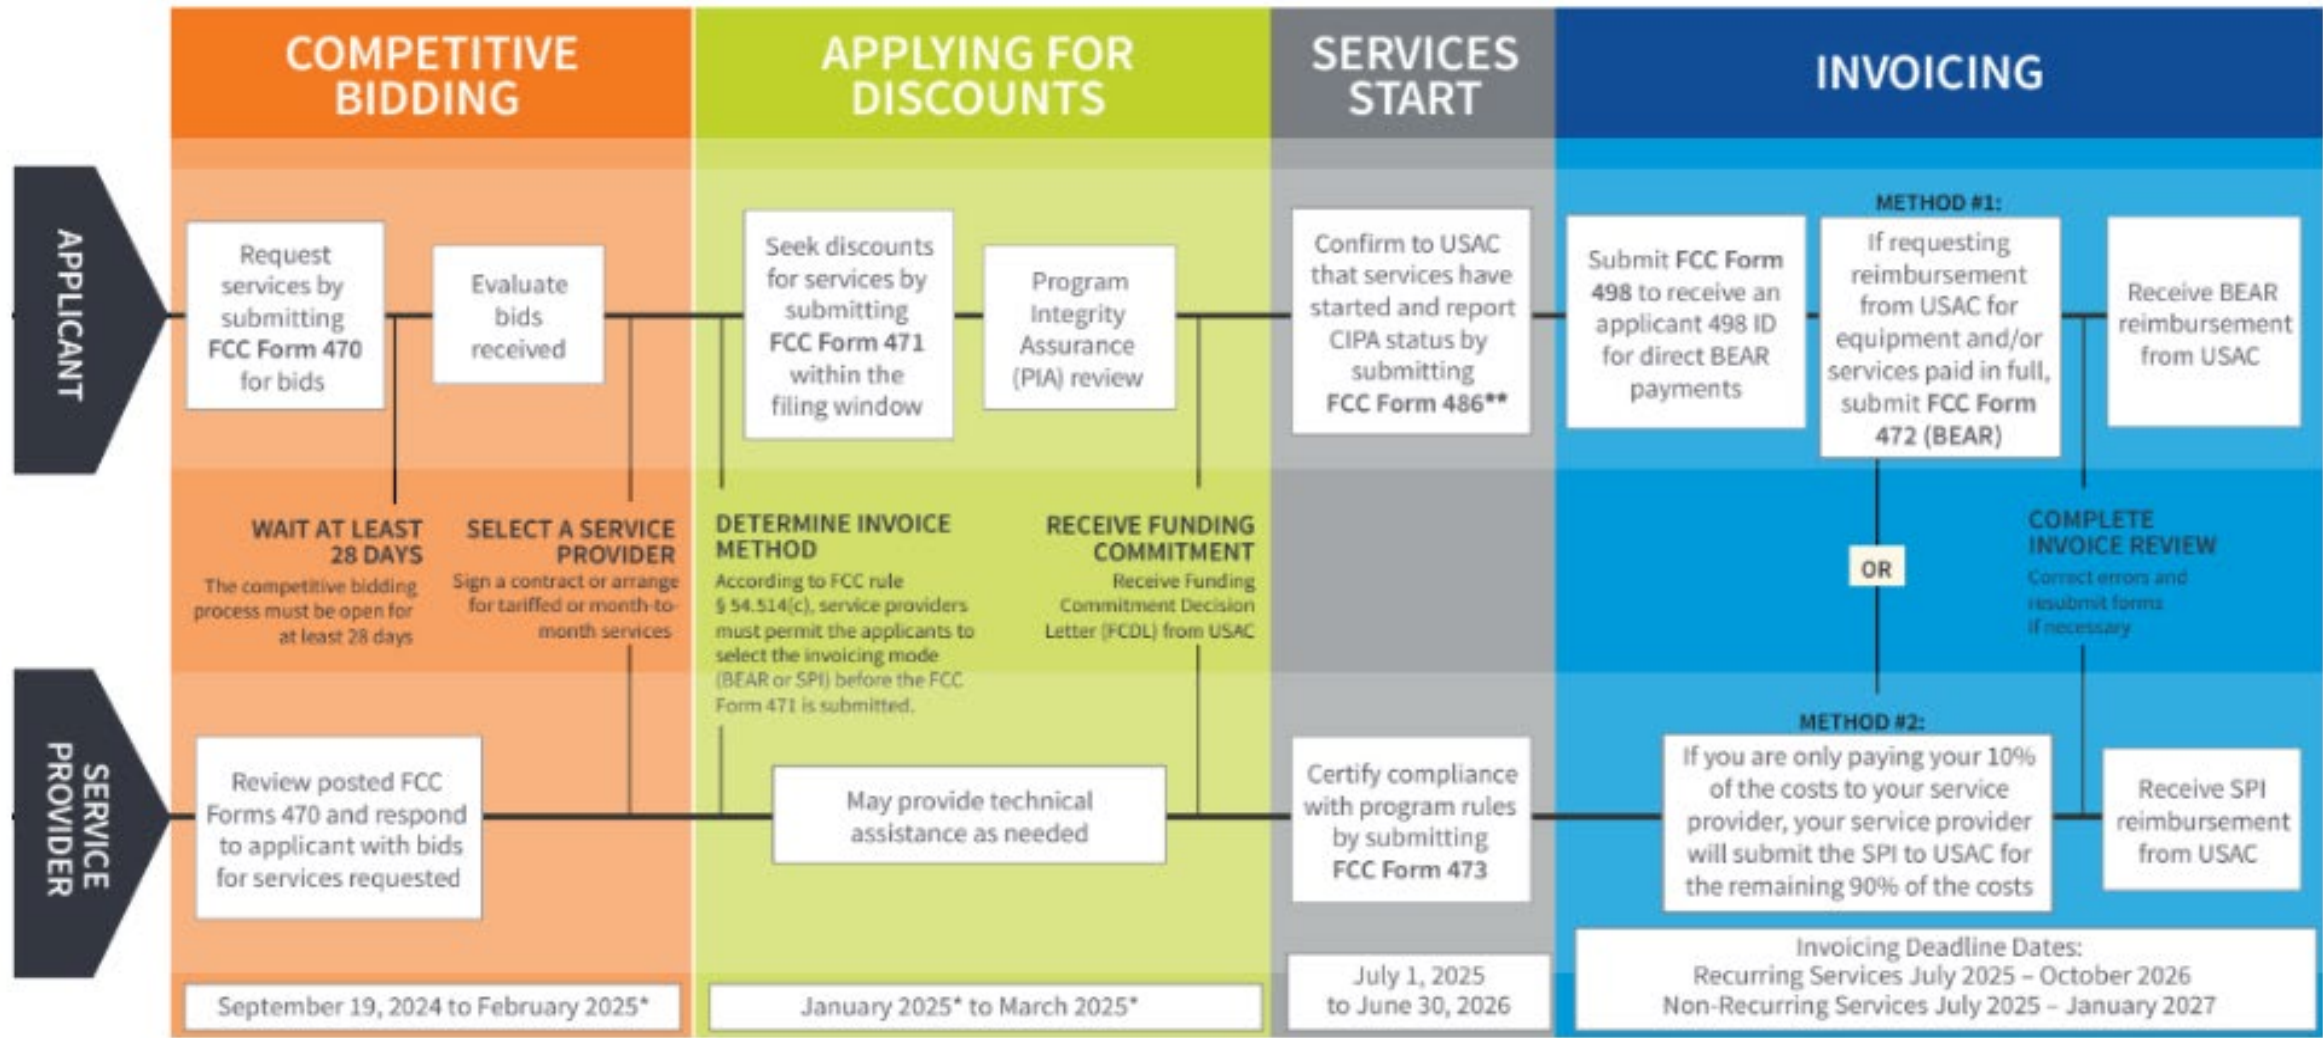 COMPETITIVE
BIDDING
APPLYING FOR
DISCOUNTS
SERVICES
START
INVOICING
APPLICANT
Request
services by
submitting
FCC Form 470
for bids
Evaluate
bids
received
Seek discounts
for services by
submitting
FCC Form 471
within the
filing window
Program
Integrity
Assurance
(PIA) review
Confirm to USAC
that services have
started and report
CIPA status by
submitting
FCC Form 486**
Submit FCC Form
498 to receive an
applicant 498 ID
for direct BEAR
payments
METHOD #1:
If requesting
reimbursement
from USAC for
equipment and/or
services paid in full,
submit FCC Form
472 (BEAR)
Receive BEAR
reimbursement
from USAC
WAIT AT LEAST
28 DAYS
The competitive bidding
process must be open for
at least 28 days
SELECT A SERVICE
PROVIDER
Sign a contract or arrange
for tariffed or month-to-
month services
DETERMINE INVOICE
METHOD
According to FCC rule
§ 54.514(c), service providers
must permit the applicants to
select the invoicing mode
(BEAR or SPI) before the FCC
Form 471 is submitted.
RECEIVE FUNDING
COMMITMENT
Receive Funding
Commitment Decision
Letter (FCDL) from USAC
OR
COMPLETE
INVOICE REVIEW
Correct errors and
resubmit forms
if necessary
SERVICE
PROVIDER
Review posted FCC
Forms 470 and respond
to applicant with bids
for services requested
May provide technical
assistance as needed
Certify compliance
with program rules
by submitting
FCC Form 473
METHOD #2:
If you are only paying your 10%
of the costs to your service
provider, your service provider
will submit the SPI to USAC for
the remaining 90% of the costs
Receive SPI
reimbursement
from USAC
September 19, 2024 to February 2025*
January 2025* to March 2025*
July 1, 2025
to June 30, 2026
Invoicing Deadline Dates:
Recurring Services July 2025 – October 2026
Non-Recurring Services July 2025 – January 2027